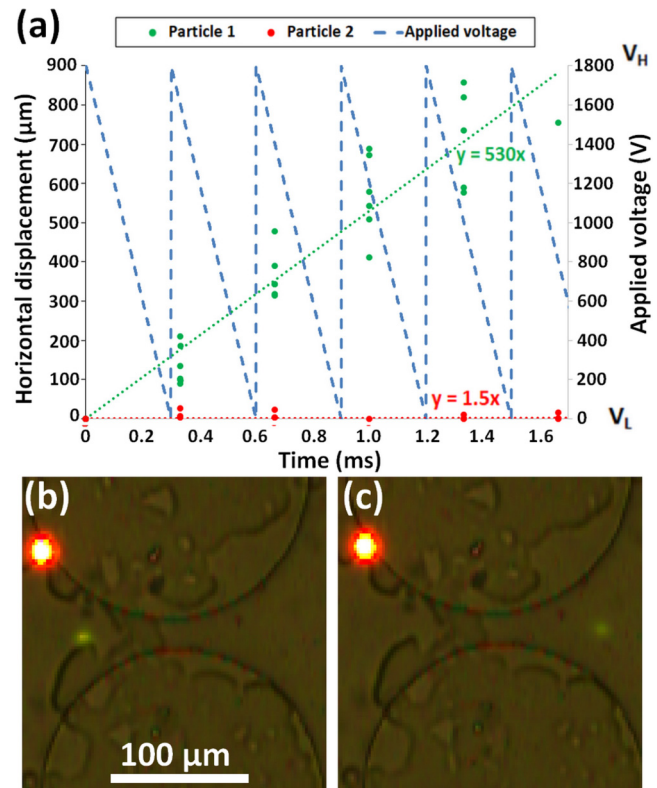 (a)
Particle 1 Particle 2 Applied voltage
900 1800 V_H
800 1600
700 1400
y = 530x
600 1200
500 1000
400 800
300 600
200 400
100 200
y = 1.5x
0 0 V_L
0 0.2 0.4 0.6 0.8 1.0 1.2 1.4 1.6
Horizontal displacement (µm)
Applied voltage (V)
Time (ms)
(b) (c)
100 µm